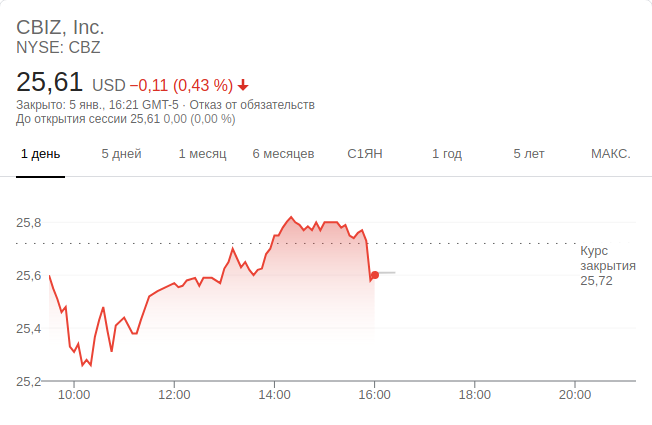 CBIZ, Inc.
NYSE: CBZ
25,61 USD −0,11 (0,43 %)
Закрыто: 5 янв., 16:21 GMT-5 · Отказ от обязательств
До открытия сессии 25,61 0,00 (0,00 %)
1 день 5 дней 1 месяц 6 месяцев С1ЯН 1 год 5 лет МАКС.
25,8
Курс
закрытия
25,72
25,6
25,4
25,2
10:00 12:00 14:00 16:00 18:00 20:00